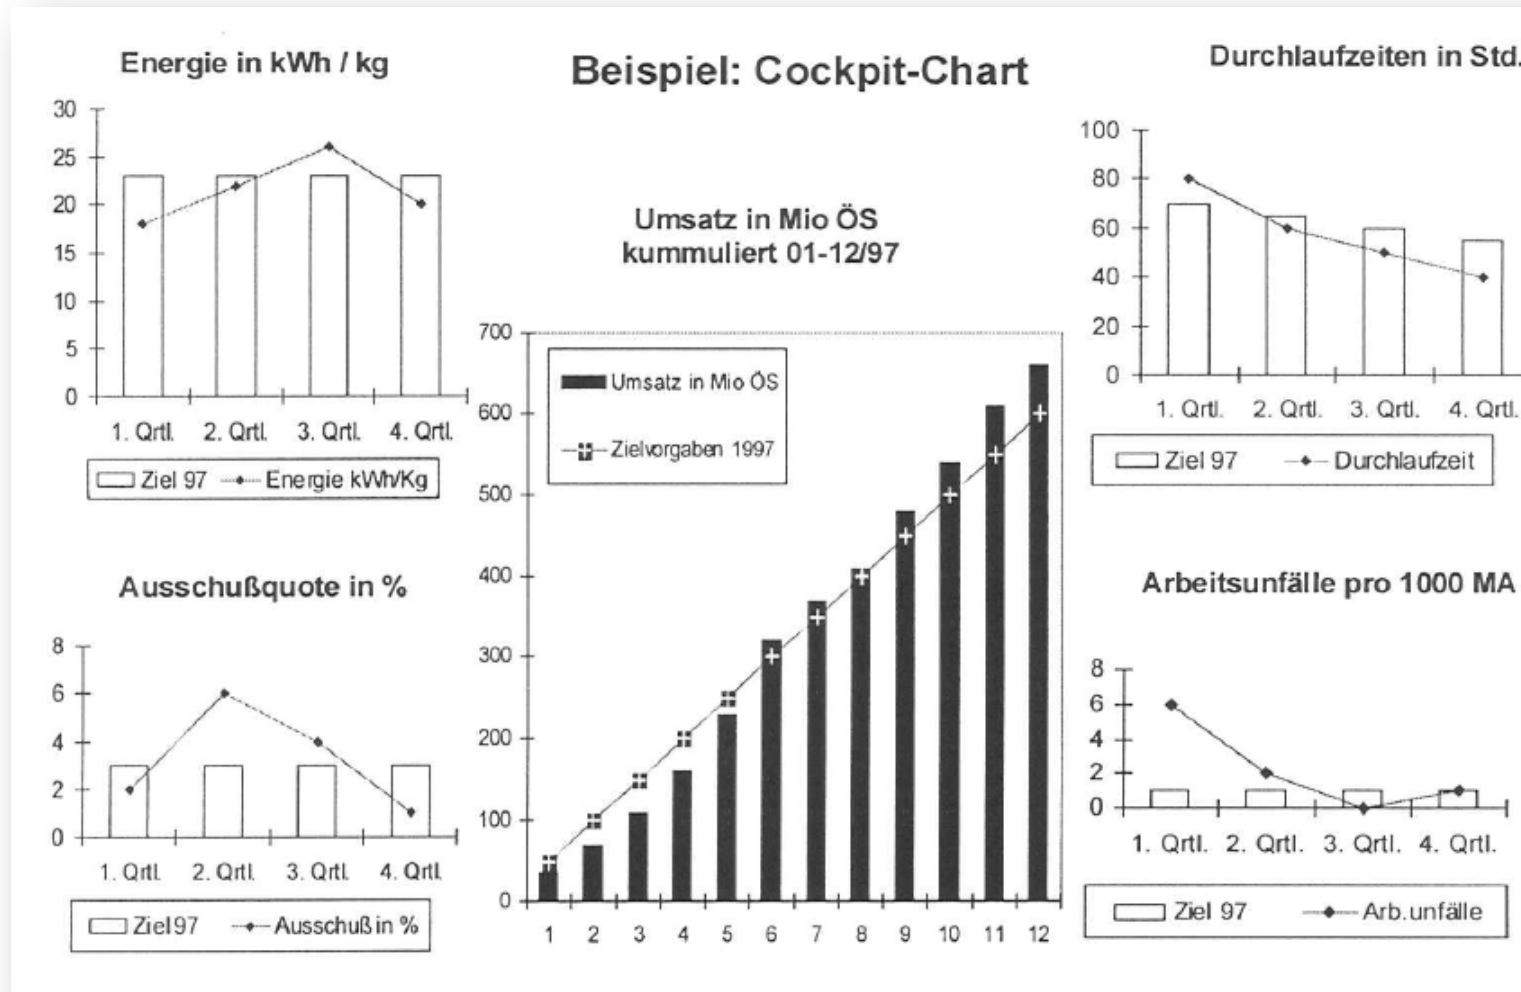 Energie in kWh / kg
30
25
20
15
10
5
0
1. Qrtl.
2. Qrtl.
3. Qrtl.
4. Qrtl.
Ziel 97
Energie kWh/Kg
Beispiel: Cockpit-Chart
Umsatz in Mio ÖS
kummuliert 01-12/97
700
600
500
400
300
200
100
0
Umsatz in Mio ÖS
Zielvorgaben 1997
1 2 3 4 5 6 7 8 9 10 11 12
Durchlaufzeiten in Std.
100
80
60
40
20
0
1. Qrtl.
2. Qrtl.
3. Qrtl.
4. Qrtl.
Ziel 97
Durchlaufzeit
Ausschußquote in %
8
6
4
2
0
1. Qrtl.
2. Qrtl.
3. Qrtl.
4. Qrtl.
Ziel 97
Ausschuß in %
Arbeitsunfälle pro 1000 MA
8
6
4
2
0
1. Qrtl.
2. Qrtl.
3. Qrtl.
4. Qrtl.
Ziel 97
Arb.unfälle